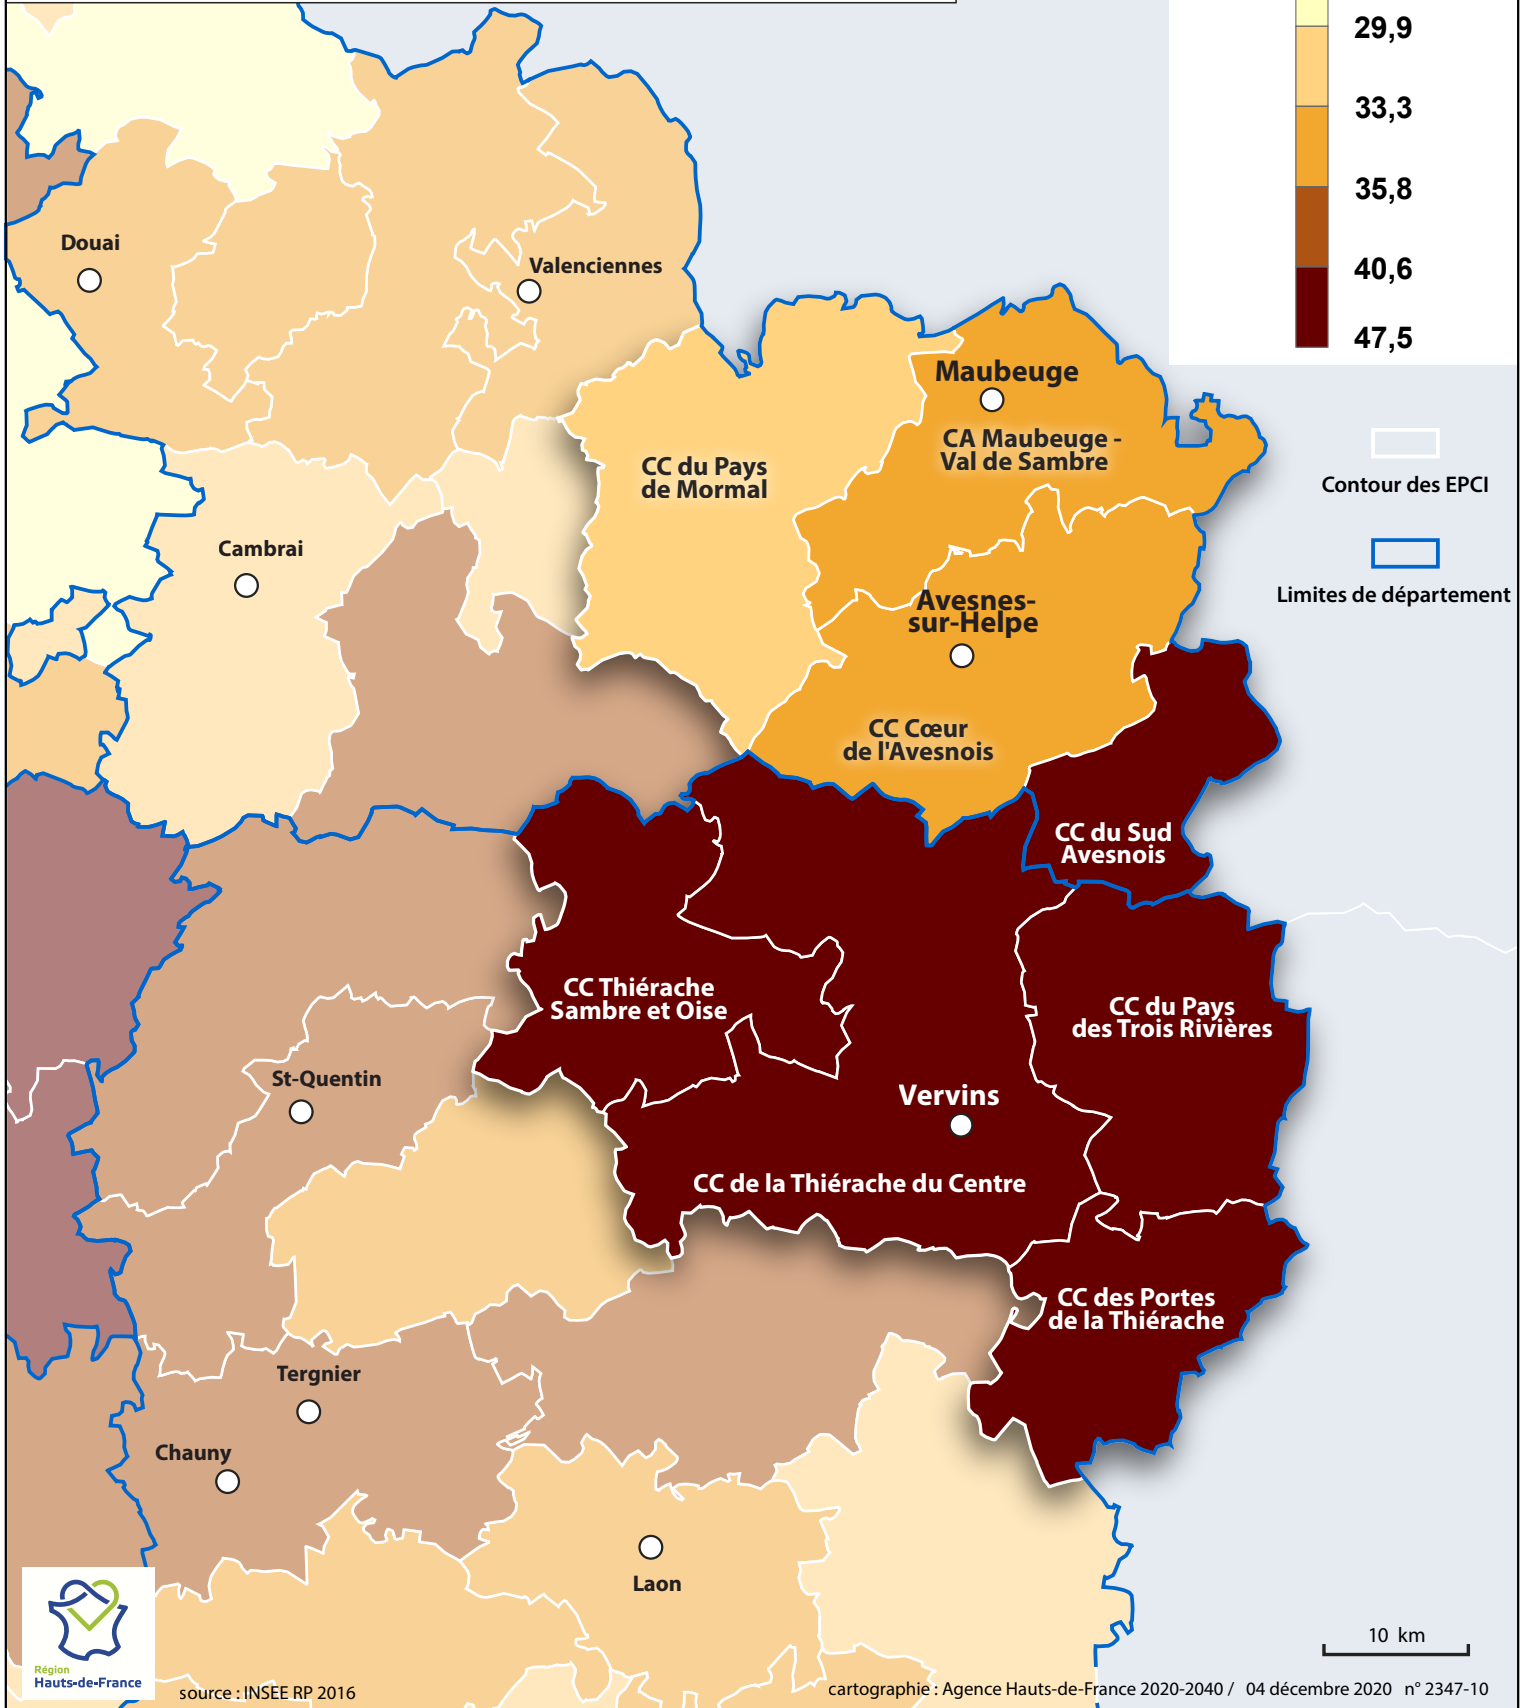 29,9
33,3
35,8
40,6
47,5
Douai
Valenciennes
Maubeuge
CA Maubeuge -
Val de Sambre
CC du Pays
de Mormal
Contour des EPCI
Cambrai
Limites de département
Avesnes-
sur-Helpe
CC Cœur
de l'Avesnois
CC du Sud
Avesnois
CC Thiérache
Sambre et Oise
CC du Pays
des Trois Rivières
St-Quentin
Vervins
CC de la Thiérache du Centre
CC des Portes
de la Thiérache
Tergnier
Chauny
Laon
10 km
Région
Hauts-de-France
source : INSEE RP 2016
cartographie : Agence Hauts-de-France 2020-2040 / 04 décembre 2020 n° 2347-10